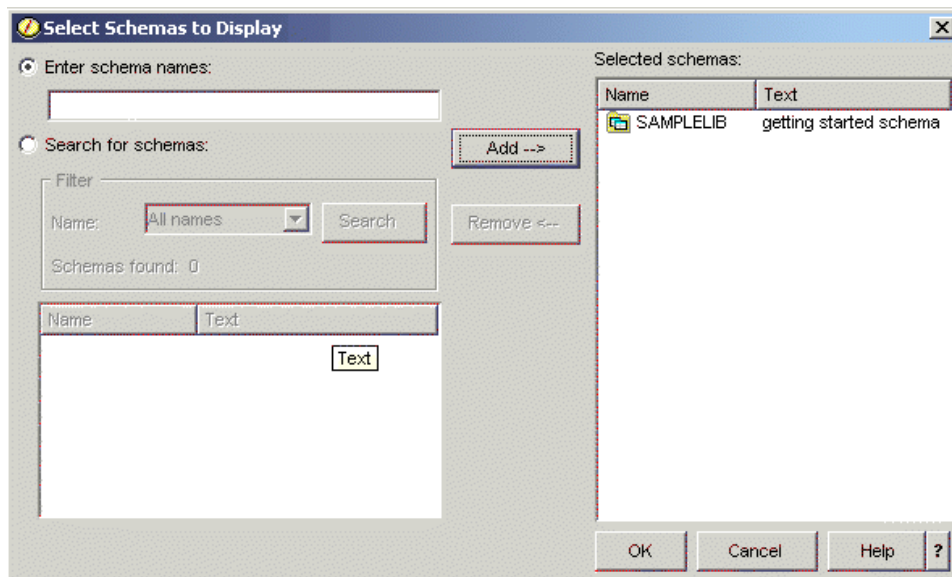 Select Schemas to Display
Enter schema names:
Search for schemas:
Filter
Name:
All names
Search
Schemas found: 0
Name Text
Text
Add -->
Remove <--
Selected schemas:
Name Text
SAMPLELIB getting started schema
OK Cancel Help ?